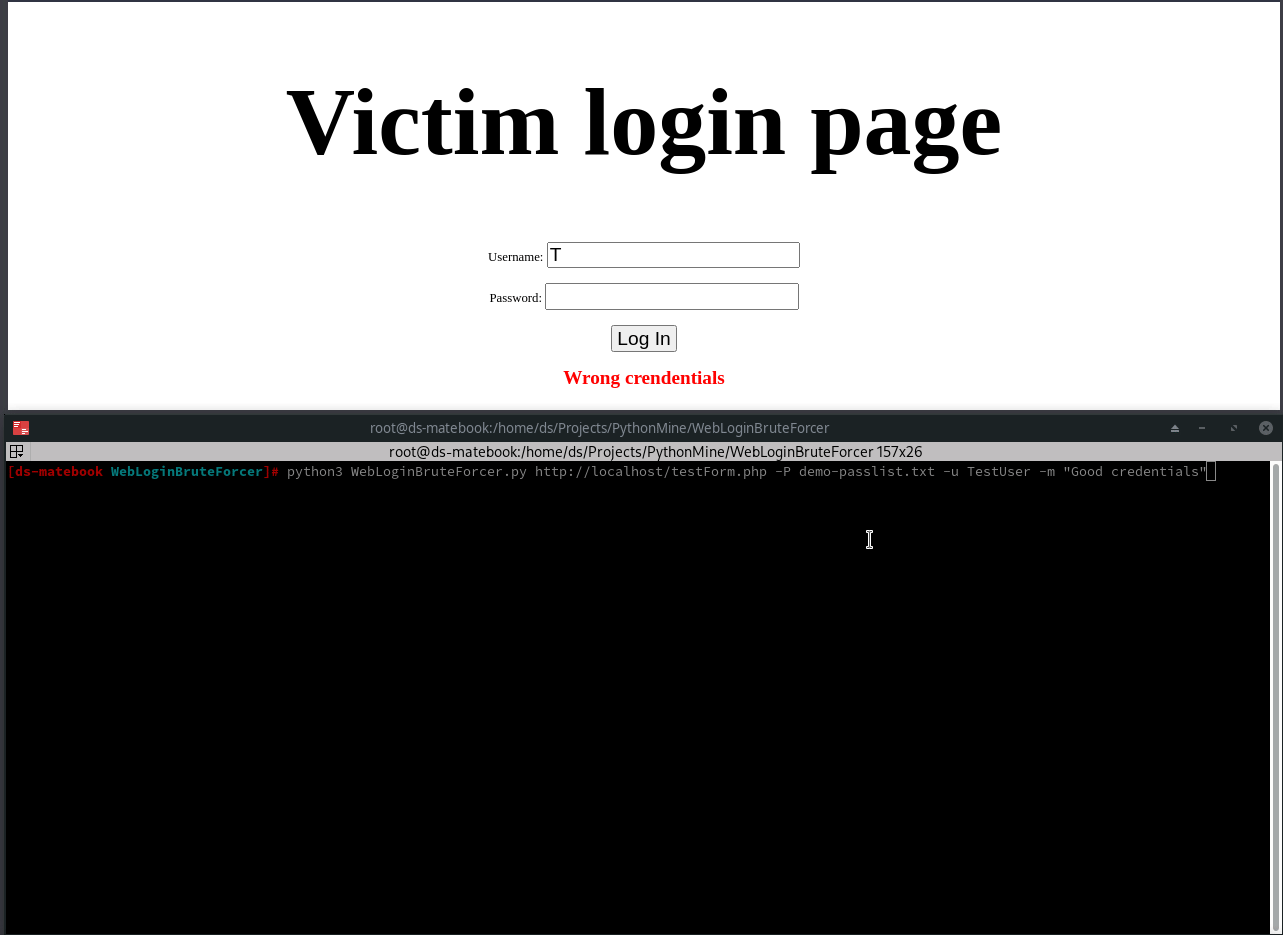 Victim login page
Username: T
Password:
Log In
Wrong crendentials
root@ds-matebook:/home/ds/Projects/PythonMine/WebLoginBruteForcer
root@ds-matebook:/home/ds/Projects/PythonMine/WebLoginBruteForcer 157x26
[ds-matebook WebLoginBruteForcer]# python3 WebLoginBruteForcer.py http://localhost/testForm.php -P demo-passlist.txt -u TestUser -m "Good credentials"